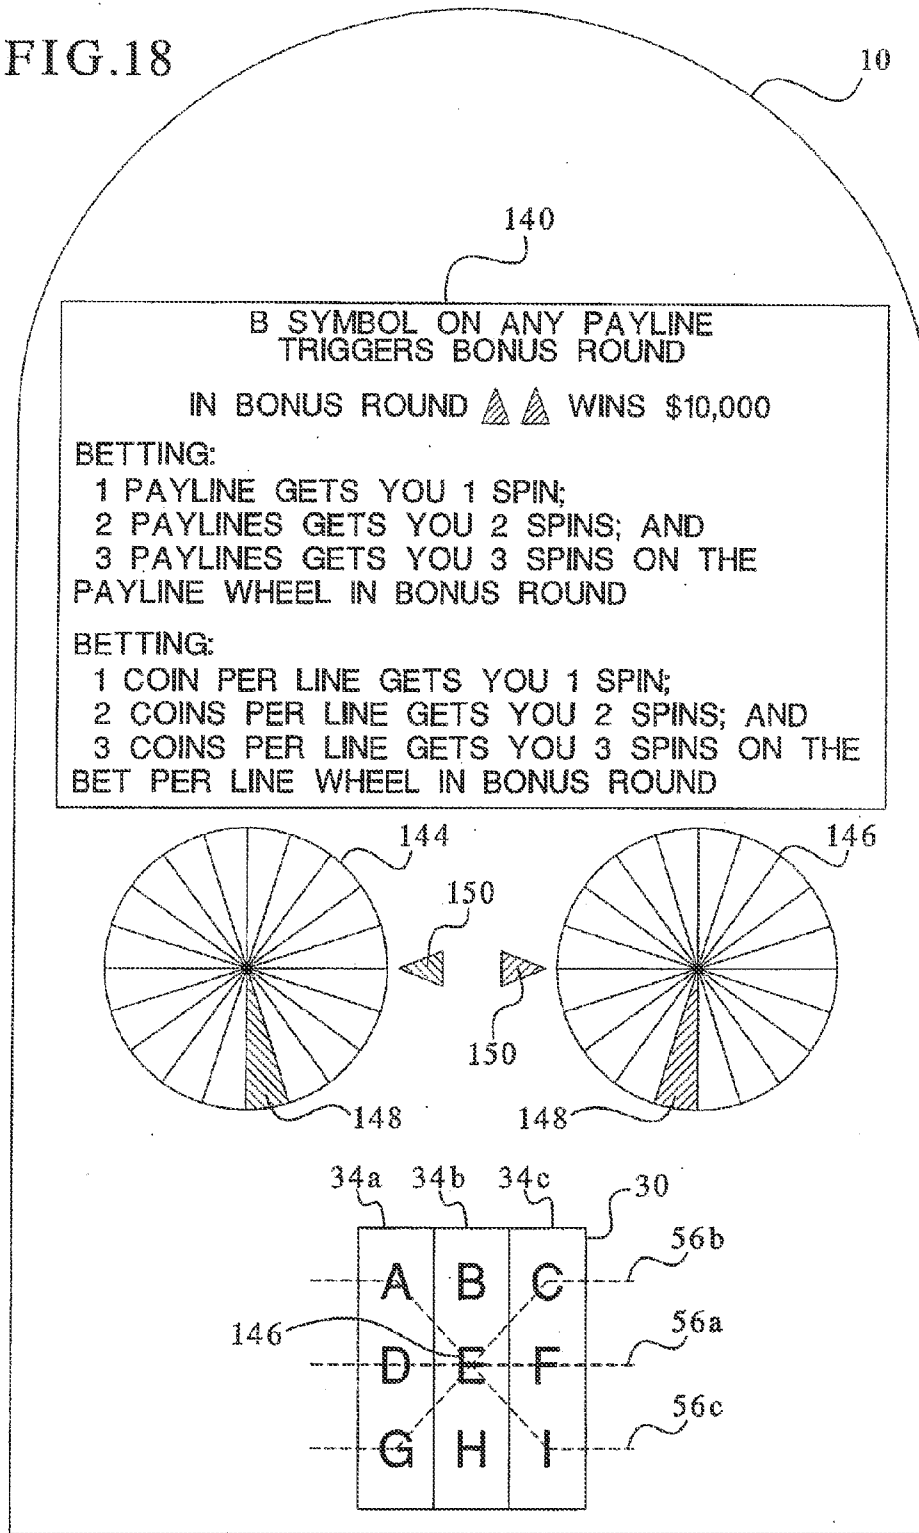 FIG.18
10
140
B SYMBOL ON ANY PAYLINE
TRIGGERS BONUS ROUND
IN BONUS ROUND WINS $10,000
BETTING:
1 PAYLINE GETS YOU 1 SPIN;
2 PAYLINES GETS YOU 2 SPINS; AND
3 PAYLINES GETS YOU 3 SPINS ON THE
PAYLINE WHEEL IN BONUS ROUND
BETTING:
1 COIN PER LINE GETS YOU 1 SPIN;
2 COINS PER LINE GETS YOU 2 SPINS; AND
3 COINS PER LINE GETS YOU 3 SPINS ON THE
BET PER LINE WHEEL IN BONUS ROUND
144 146
150
150
148 148
34a 34b 34c 30
A B C 56b
146 D E F 56a
G H I 56c